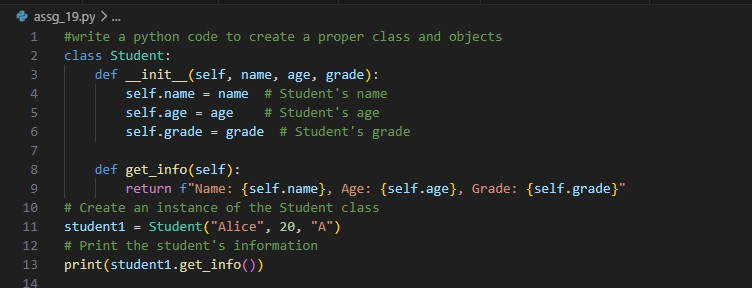 assg_19.py > ...
1 #write a python code to create a proper class and objects
2 class Student:
3     def __init__(self, name, age, grade):
4         self.name = name  # Student's name
5         self.age = age    # Student's age
6         self.grade = grade  # Student's grade
7
8     def get_info(self):
9         return f"Name: {self.name}, Age: {self.age}, Grade: {self.grade}"
10 # Create an instance of the Student class
11 student1 = Student("Alice", 20, "A")
12 # Print the student's information
13 print(student1.get_info())
14